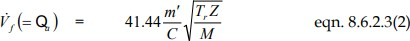 V̇f (= Qa) = 41.44 m'/C √(TrZ/M) eqn. 8.6.2.3(2)